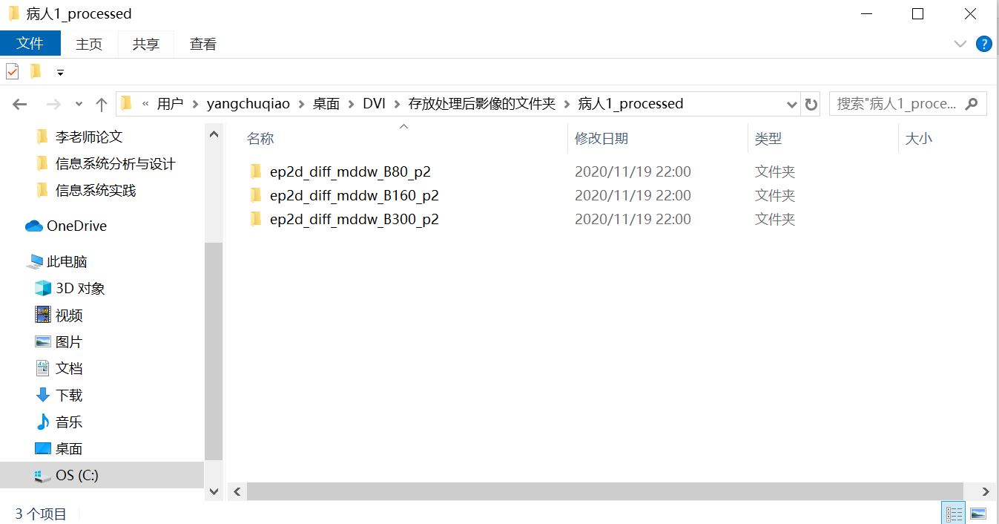 病人1_processed
文件 主页 共享 查看
?
« 用户 > yangchuqiao > 桌面 > DVI > 存放处理后影像的文件夹 > 病人1_processed
搜索"病人1_proce...
李老师论文
信息系统分析与设计
信息系统实践
OneDrive
此电脑
3D 对象
视频
图片
文档
下载
音乐
桌面
OS (C:)
名称 修改日期 类型 大小
ep2d_diff_mddw_B80_p2 2020/11/19 22:00 文件夹
ep2d_diff_mddw_B160_p2 2020/11/19 22:00 文件夹
ep2d_diff_mddw_B300_p2 2020/11/19 22:00 文件夹
3 个项目